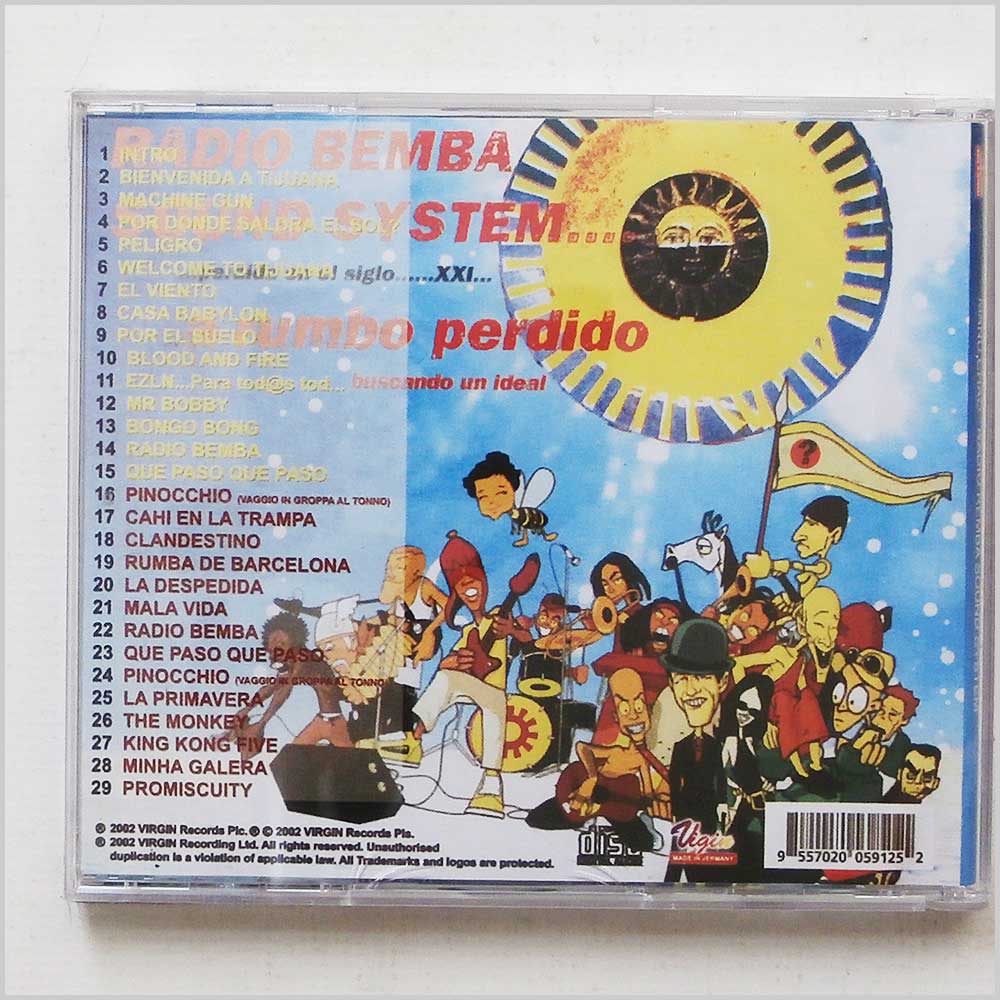 RADIO BEMBA
SOUND SYSTEM....
perdido en el siglo......XXI...
rumbo perdido
buscando un ideal
1 INTRO
2 BIENVENIDA A TIJUANA
3 MACHINE GUN
4 POR DONDE SALDRA EL SOL?
5 PELIGRO
6 WELCOME TO TIJUANA
7 EL VIENTO
8 CASA BABYLON
9 POR EL SUELO
10 BLOOD AND FIRE
11 EZLN...Para tod@s tod...
12 MR BOBBY
13 BONGO BONG
14 RADIO BEMBA
15 QUE PASO QUE PASO
16 PINOCCHIO (VAGGIO IN GROPPA AL TONNO)
17 CAHI EN LA TRAMPA
18 CLANDESTINO
19 RUMBA DE BARCELONA
20 LA DESPEDIDA
21 MALA VIDA
22 RADIO BEMBA
23 QUE PASO QUE PASO
24 PINOCCHIO (VAGGIO IN GROPPA AL TONNO)
25 LA PRIMAVERA
26 THE MONKEY
27 KING KONG FIVE
28 MINHA GALERA
29 PROMISCUITY
?
℗ 2002 VIRGIN Records Plc. ℗ © 2002 VIRGIN Records Pls.
℗ 2002 VIRGIN Recording Ltd. All rights reserved. Unauthorised
duplication is a violation of applicable law. All Trademarks and logos are protected.
disc
Vigin
MADE IN JERMANY
9 557020 059125 2